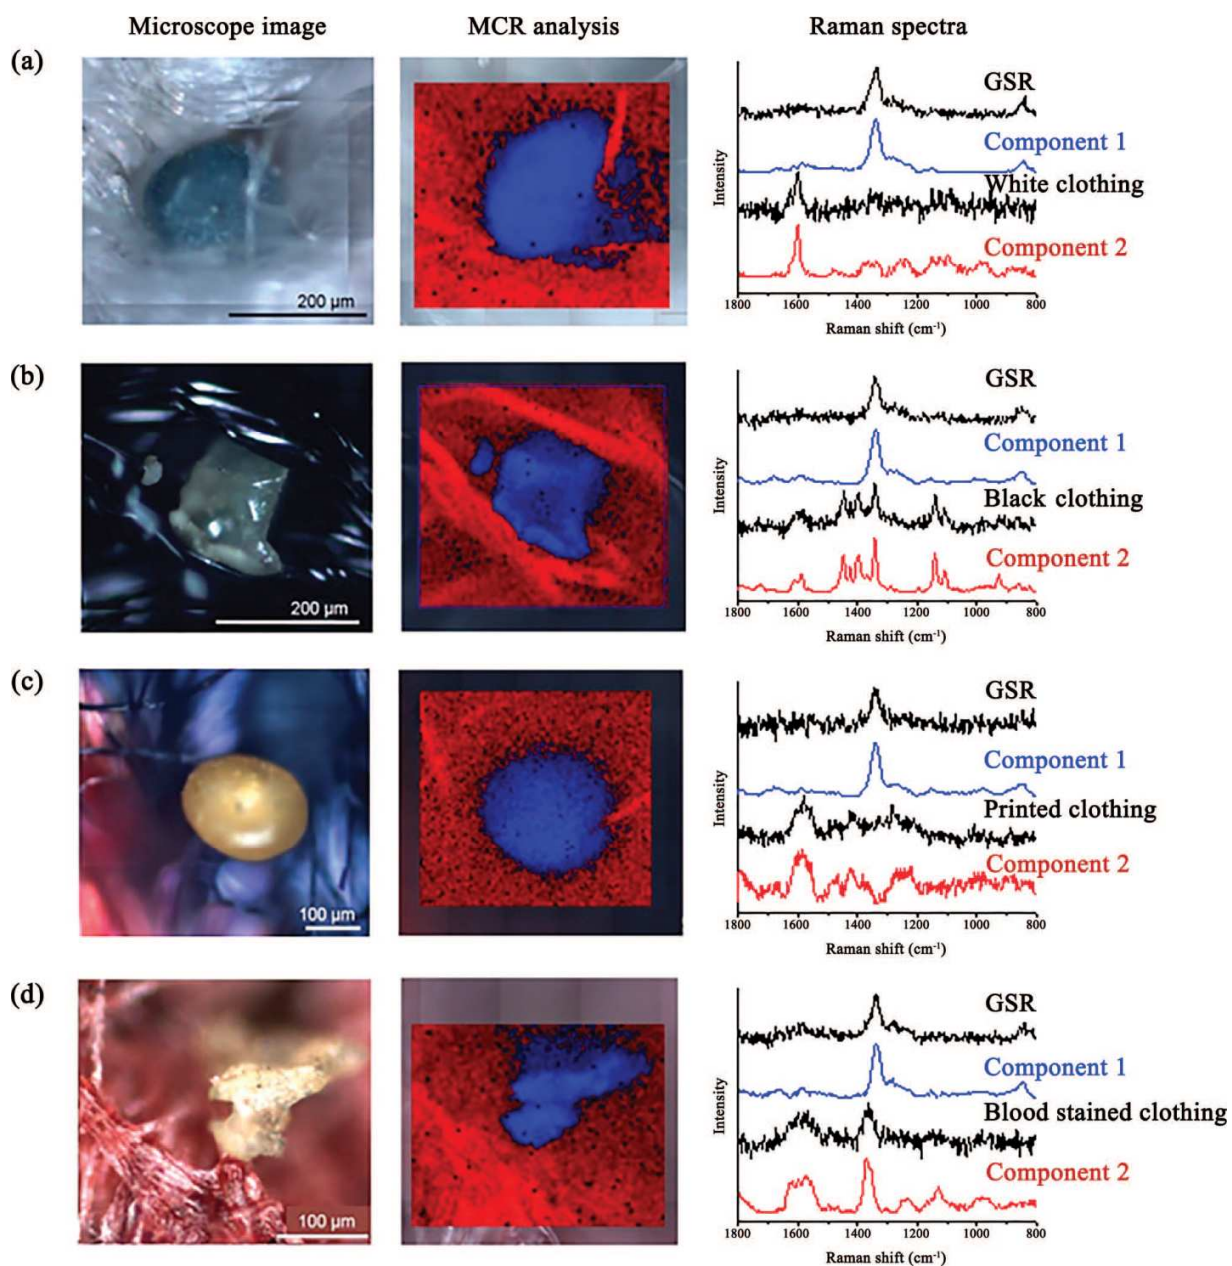 Microscope image
MCR analysis
Raman spectra
(a)
200 µm
GSR
Component 1
White clothing
Component 2
Intensity
1800 1600 1400 1200 1000 800
Raman shift (cm⁻¹)
(b)
200 µm
GSR
Component 1
Black clothing
Component 2
Intensity
1800 1600 1400 1200 1000 800
Raman shift (cm⁻¹)
(c)
100 µm
GSR
Component 1
Printed clothing
Component 2
Intensity
1800 1600 1400 1200 1000 800
Raman shift (cm⁻¹)
(d)
100 µm
GSR
Component 1
Blood stained clothing
Component 2
Intensity
1800 1600 1400 1200 1000 800
Raman shift (cm⁻¹)